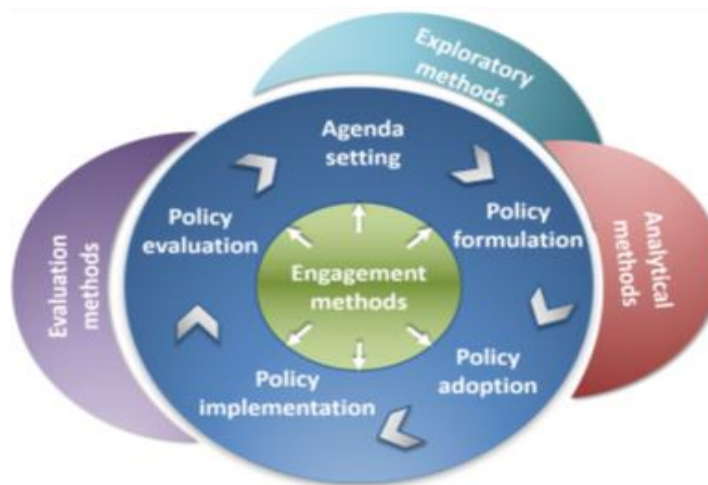 Exploratory
methods
Agenda
setting
Policy
formulation
Analytical
methods
Policy
adoption
Policy
implementation
Policy
evaluation
Evaluation
methods
Engagement
methods